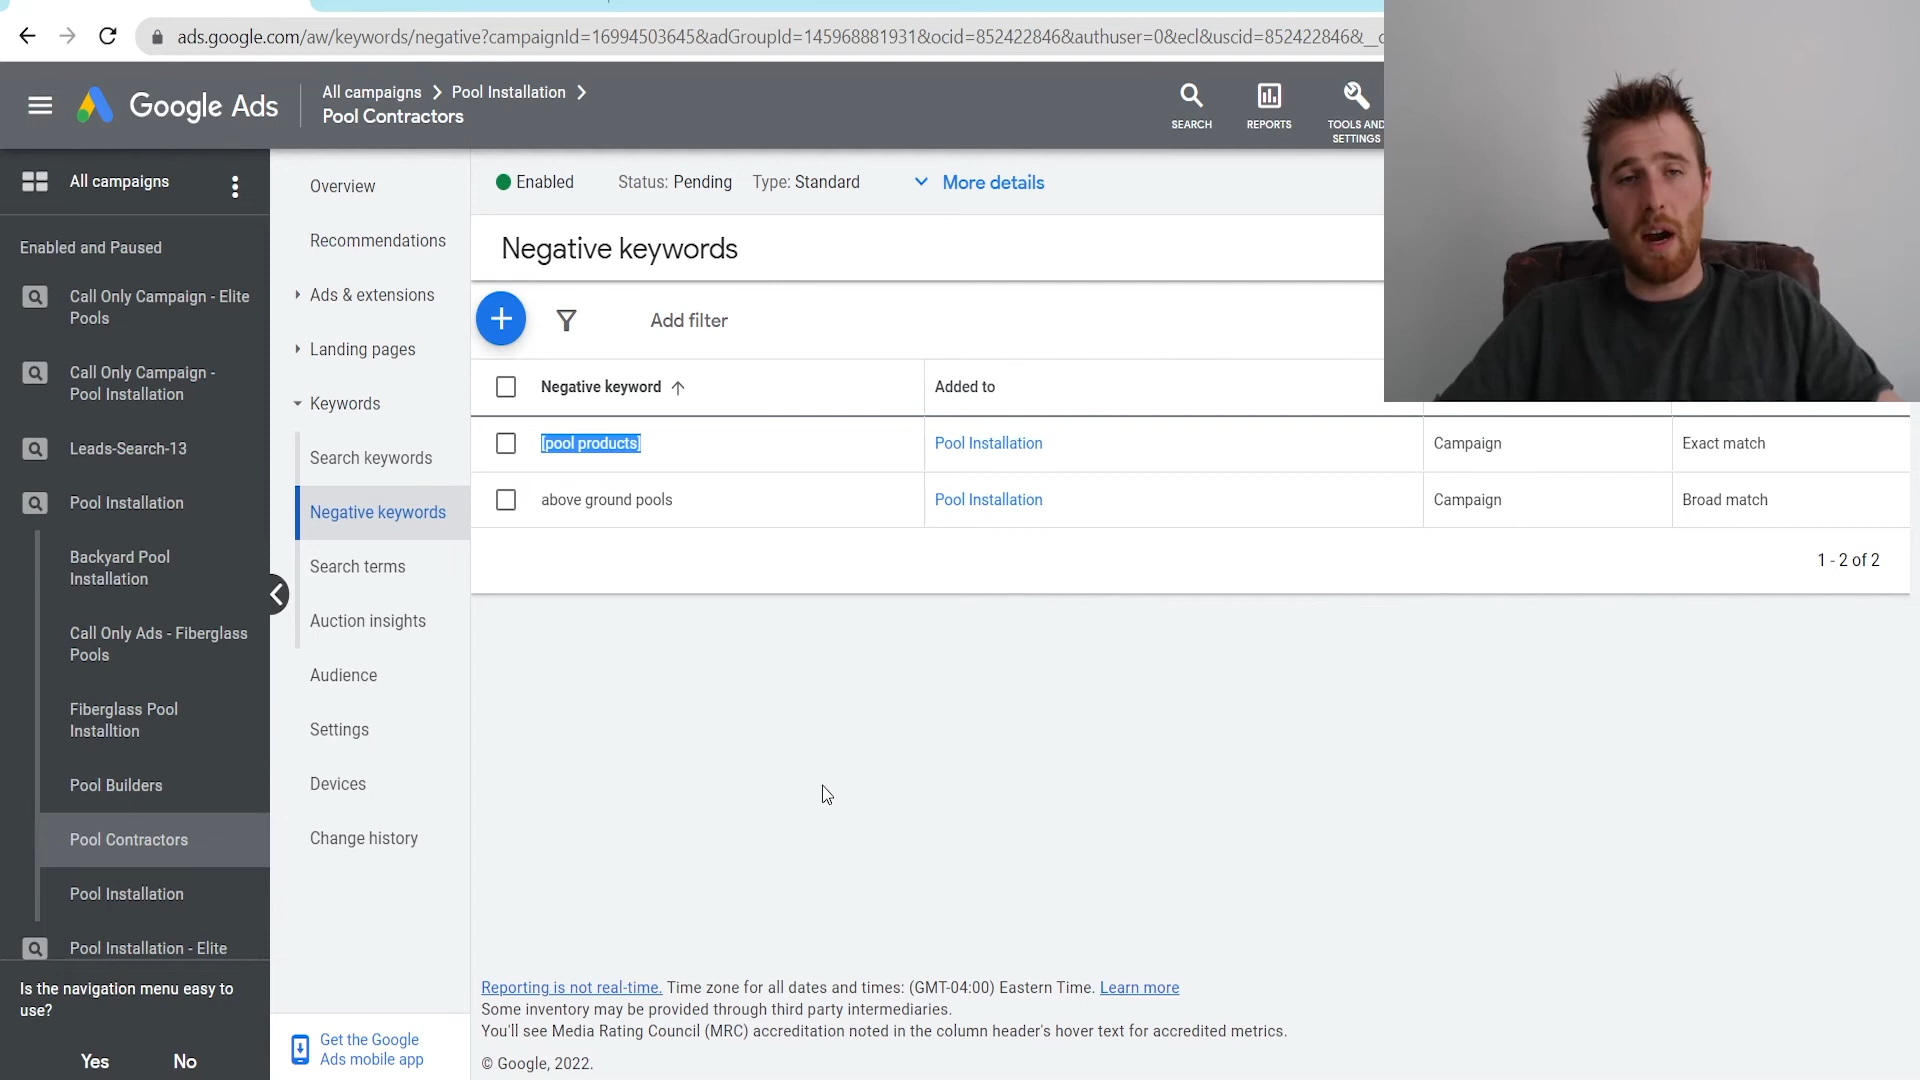 ads.google.com/aw/keywords/negative?campaignId=16994503645&adGroupId=145968881931&ocid=852422846&authuser=0&ecl&uscid=852422846&
Google Ads
All campaigns
Pool Installation
Pool Contractors
SEARCH
REPORTS
TOOLS AND
SETTINGS
All campaigns
Enabled and Paused
Call Only Campaign - Elite
Pools
Call Only Campaign -
Pool Installation
Leads-Search-13
Pool Installation
Backyard Pool
Installation
Call Only Ads - Fiberglass
Pools
Fiberglass Pool
Installtion
Pool Builders
Pool Contractors
Pool Installation
Pool Installation - Elite
Is the navigation menu easy to
use?
Yes No
Overview
Recommendations
Ads & extensions
Landing pages
Keywords
Search keywords
Negative keywords
Search terms
Auction insights
Audience
Settings
Devices
Change history
Get the Google
Ads mobile app
Enabled Status: Pending Type: Standard More details
Negative keywords
Add filter
Negative keyword Added to
[pool products] Pool Installation Campaign Exact match
above ground pools Pool Installation Campaign Broad match
1 - 2 of 2
Reporting is not real-time. Time zone for all dates and times: (GMT-04:00) Eastern Time. Learn more
Some inventory may be provided through third party intermediaries.
You'll see Media Rating Council (MRC) accreditation noted in the column header's hover text for accredited metrics.
© Google, 2022.